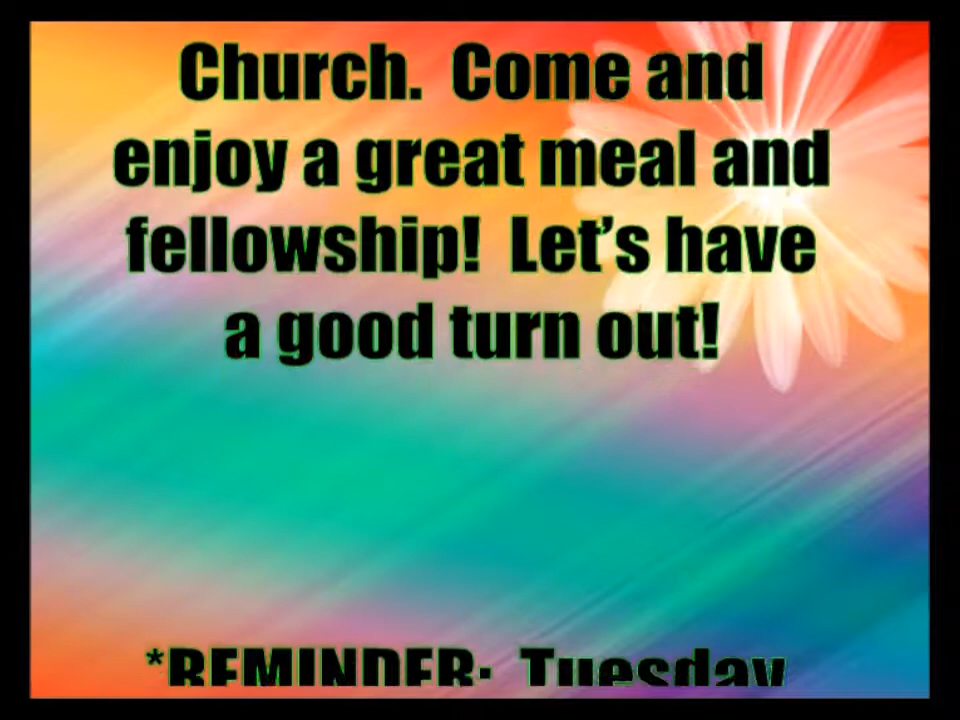 Church.  Come and
enjoy a great meal and
fellowship!  Let’s have
a good turn out!
*REMINDER:  Tuesday